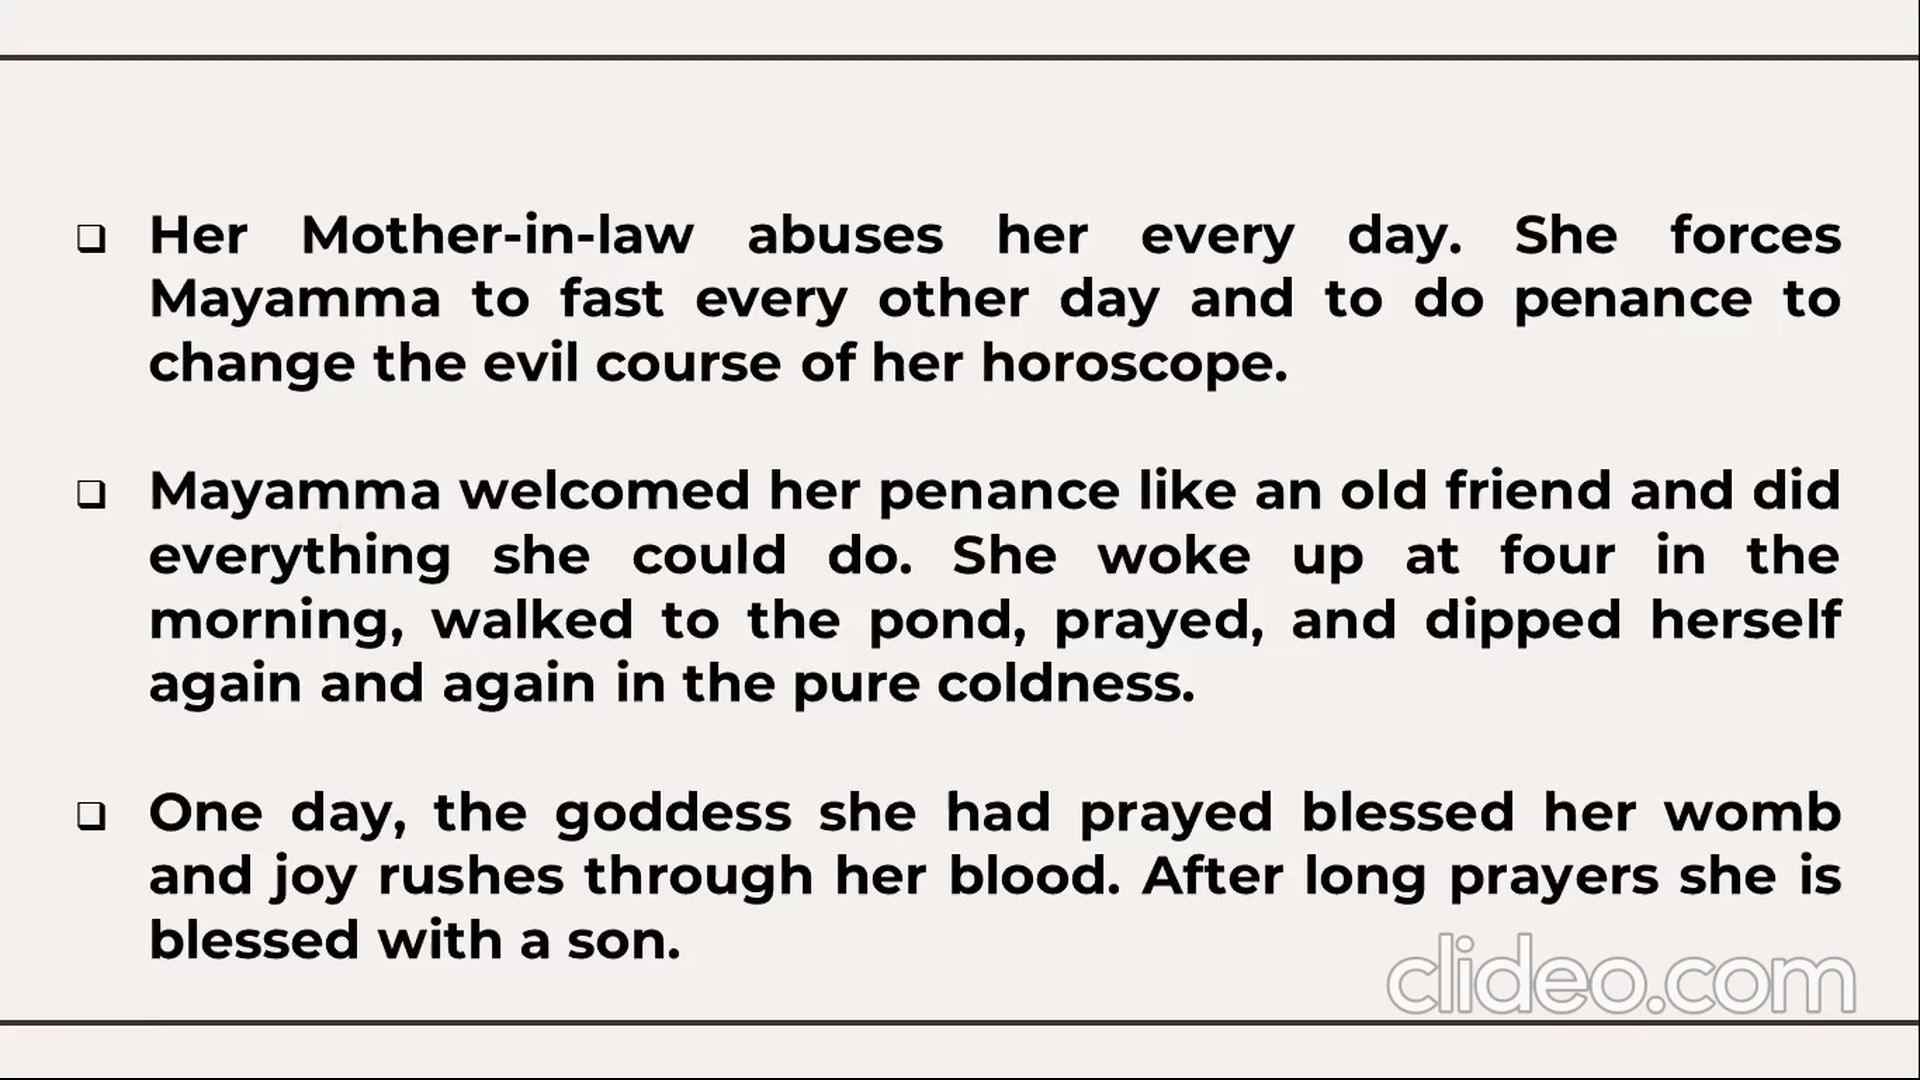 ❑ Her Mother-in-law abuses her every day. She forces
Mayamma to fast every other day and to do penance to
change the evil course of her horoscope.
❑ Mayamma welcomed her penance like an old friend and did
everything she could do. She woke up at four in the
morning, walked to the pond, prayed, and dipped herself
again and again in the pure coldness.
❑ One day, the goddess she had prayed blessed her womb
and joy rushes through her blood. After long prayers she is
blessed with a son.
clideo.com